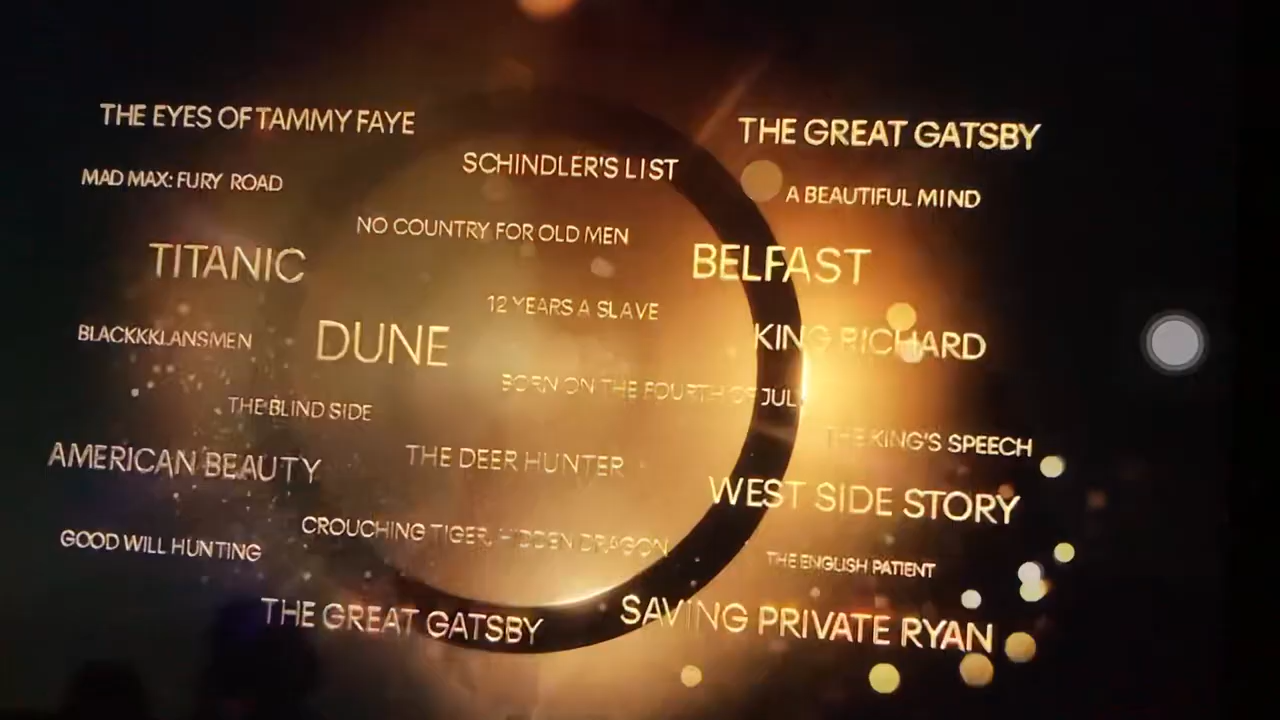 THE EYES OF TAMMY FAYE
THE GREAT GATSBY
SCHINDLER'S LIST
MAD MAX: FURY ROAD
A BEAUTIFUL MIND
NO COUNTRY FOR OLD MEN
TITANIC
BELFAST
12 YEARS A SLAVE
BLACKKKLANSMEN
DUNE
KING RICHARD
BORN ON THE FOURTH OF JULY
THE BLIND SIDE
THE KING'S SPEECH
AMERICAN BEAUTY
THE DEER HUNTER
WEST SIDE STORY
CROUCHING TIGER, HIDDEN DRAGON
GOOD WILL HUNTING
THE ENGLISH PATIENT
THE GREAT GATSBY
SAVING PRIVATE RYAN